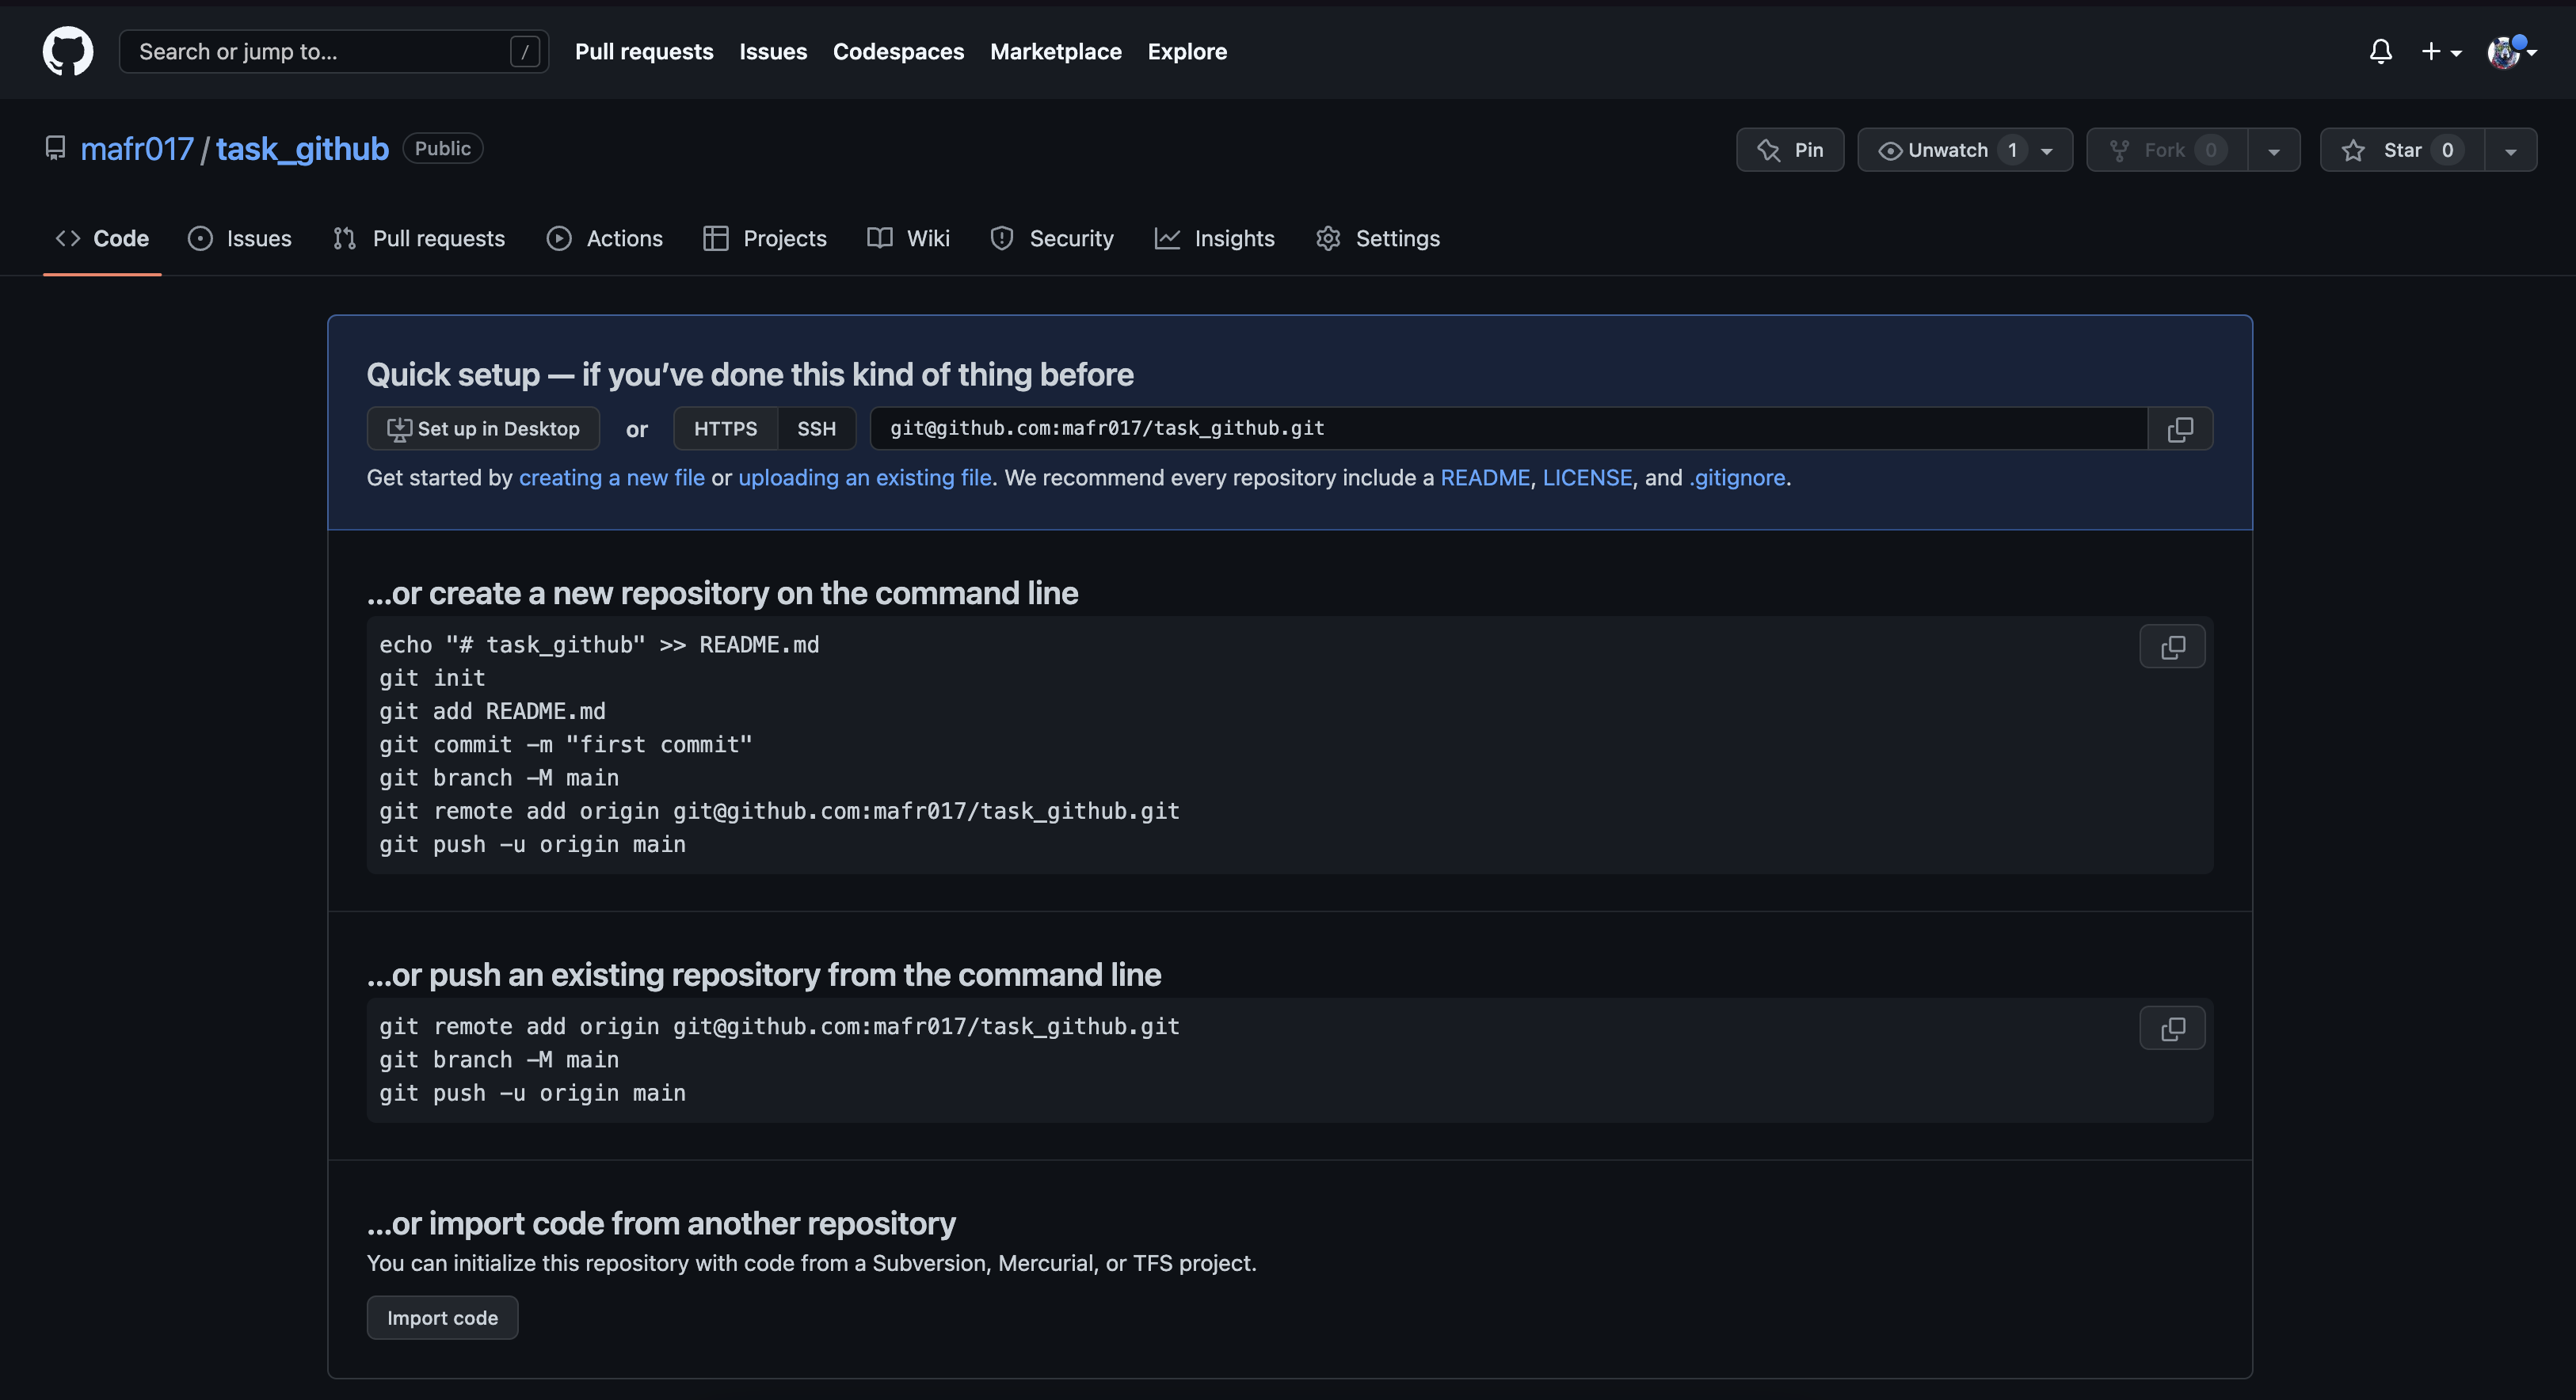 Search or jump to... / Pull requests Issues Codespaces Marketplace Explore
mafr017 / task_github Public Pin Unwatch 1 Fork 0 Star 0
Code Issues Pull requests Actions Projects Wiki Security Insights Settings
Quick setup — if you’ve done this kind of thing before
Set up in Desktop or HTTPS SSH git@github.com:mafr017/task_github.git
Get started by creating a new file or uploading an existing file. We recommend every repository include a README, LICENSE, and .gitignore.
…or create a new repository on the command line
echo "# task_github" >> README.md
git init
git add README.md
git commit -m "first commit"
git branch -M main
git remote add origin git@github.com:mafr017/task_github.git
git push -u origin main
…or push an existing repository from the command line
git remote add origin git@github.com:mafr017/task_github.git
git branch -M main
git push -u origin main
…or import code from another repository
You can initialize this repository with code from a Subversion, Mercurial, or TFS project.
Import code